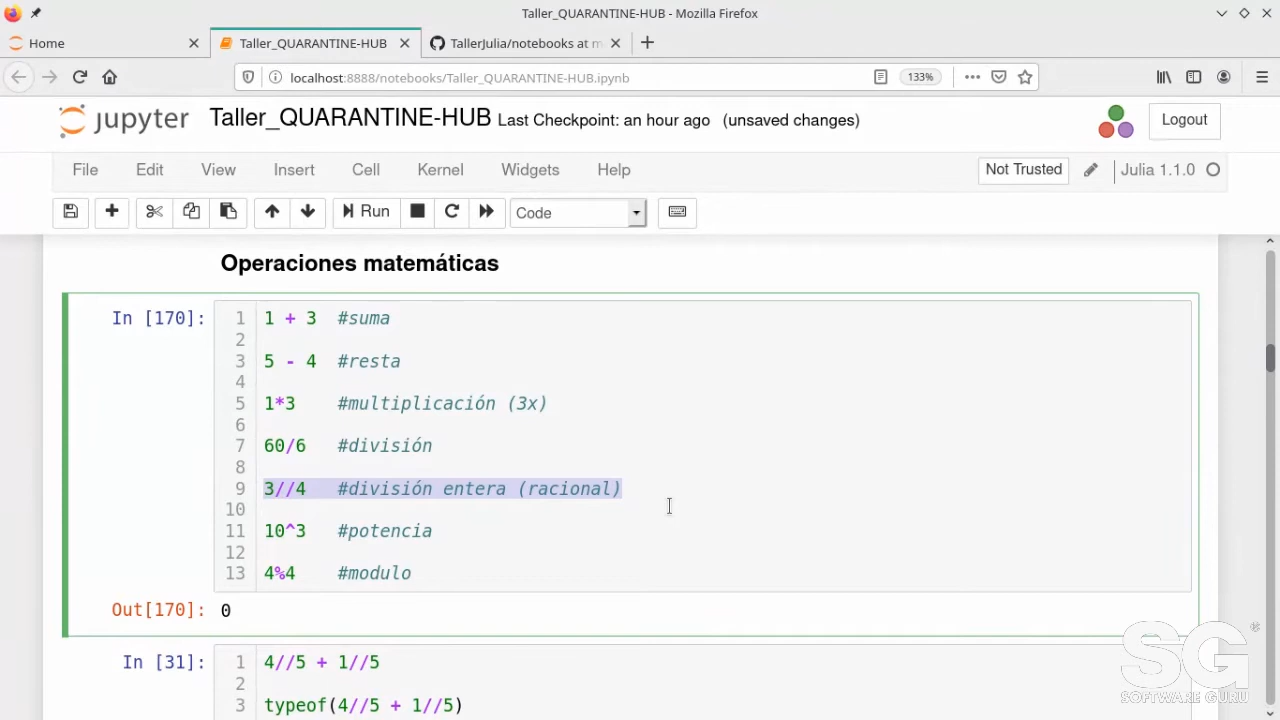 Taller_QUARANTINE-HUB - Mozilla Firefox
Home
Taller_QUARANTINE-HUB
TallerJulia/notebooks at m
localhost:8888/notebooks/Taller_QUARANTINE-HUB.ipynb
133%
jupyter Taller_QUARANTINE-HUB Last Checkpoint: an hour ago (unsaved changes)
Logout
File Edit View Insert Cell Kernel Widgets Help
Not Trusted
Julia 1.1.0
Run
Code
Operaciones matemáticas
In [170]:
1 1 + 3 #suma
2
3 5 - 4 #resta
4
5 1*3 #multiplicación (3x)
6
7 60/6 #división
8
9 3//4 #división entera (racional)
10
11 10^3 #potencia
12
13 4%4 #modulo
Out[170]: 0
In [31]:
1 4//5 + 1//5
2
3 typeof(4//5 + 1//5)
SG
SOFTWARE GURU